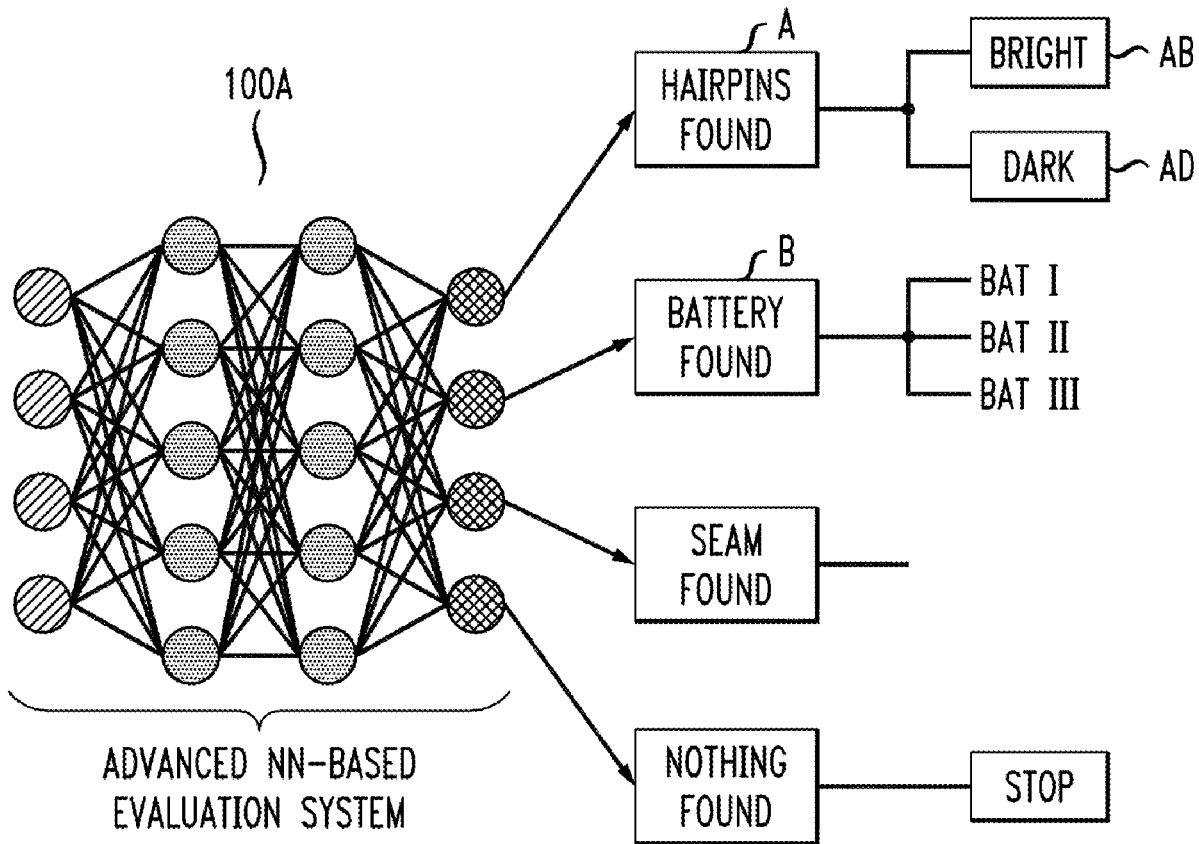 100A
ADVANCED NN-BASED
EVALUATION SYSTEM
A
HAIRPINS
FOUND
BRIGHT
AB
DARK
AD
B
BATTERY
FOUND
BAT I
BAT II
BAT III
SEAM
FOUND
NOTHING
FOUND
STOP